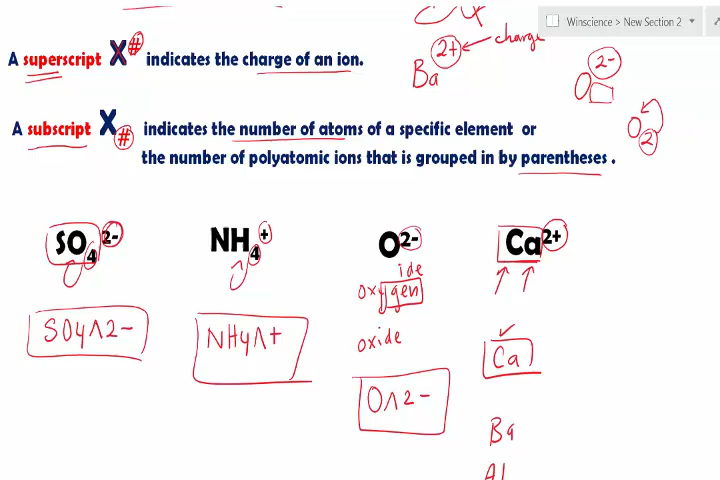 Winscience > New Section 2
A superscript X# indicates the charge of an ion.
Ba 2+ charge
O 2-
A subscript X# indicates the number of atoms of a specific element or
the number of polyatomic ions that is grouped in by parentheses .
O 2
SO4 2- NH4 + O2- Ca2+
ide
oxygen
SO4^2- NH4^+ oxide Ca
O^2-
Ba
Al